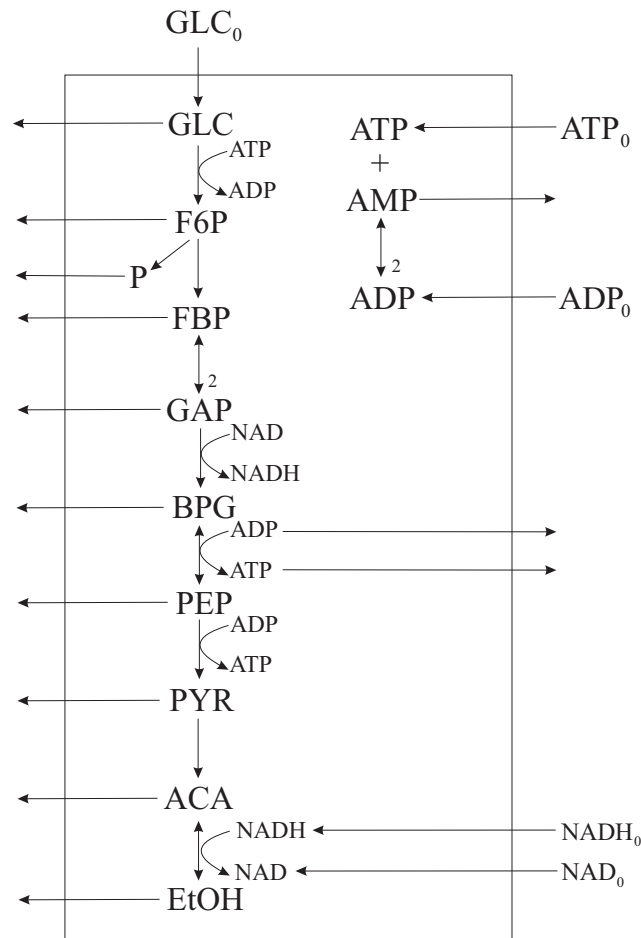 GLC₀
GLC
ATP
ADP
F6P
P
FBP
2
GAP
NAD
NADH
BPG
ADP
ATP
PEP
ADP
ATP
PYR
ACA
NADH
NAD
EtOH
ATP
+
AMP
2
ADP
ATP₀
ADP₀
NADH₀
NAD₀